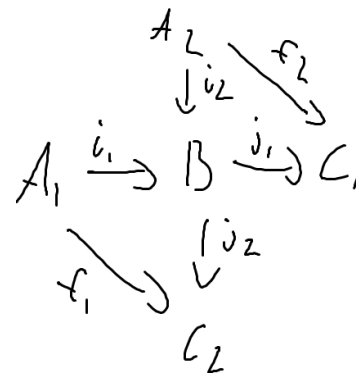 A₂
i₂ f₂
A₁ i₁ B j₁ C₁
f₁ j₂
C₂